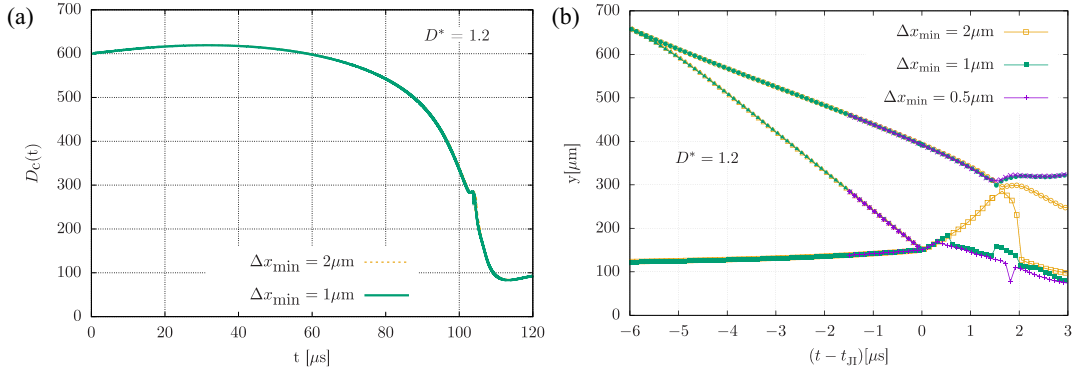 (a)
700
600
500
400
300
200
100
0
D_C(t)
D* = 1.2
Δx_min = 2μm
Δx_min = 1μm
0 20 40 60 80 100 120
t [μs]
(b)
700
600
500
400
300
200
100
0
y[μm]
Δx_min = 2μm
Δx_min = 1μm
Δx_min = 0.5μm
D* = 1.2
−6 −5 −4 −3 −2 −1 0 1 2 3
(t − t_JI)[μs]